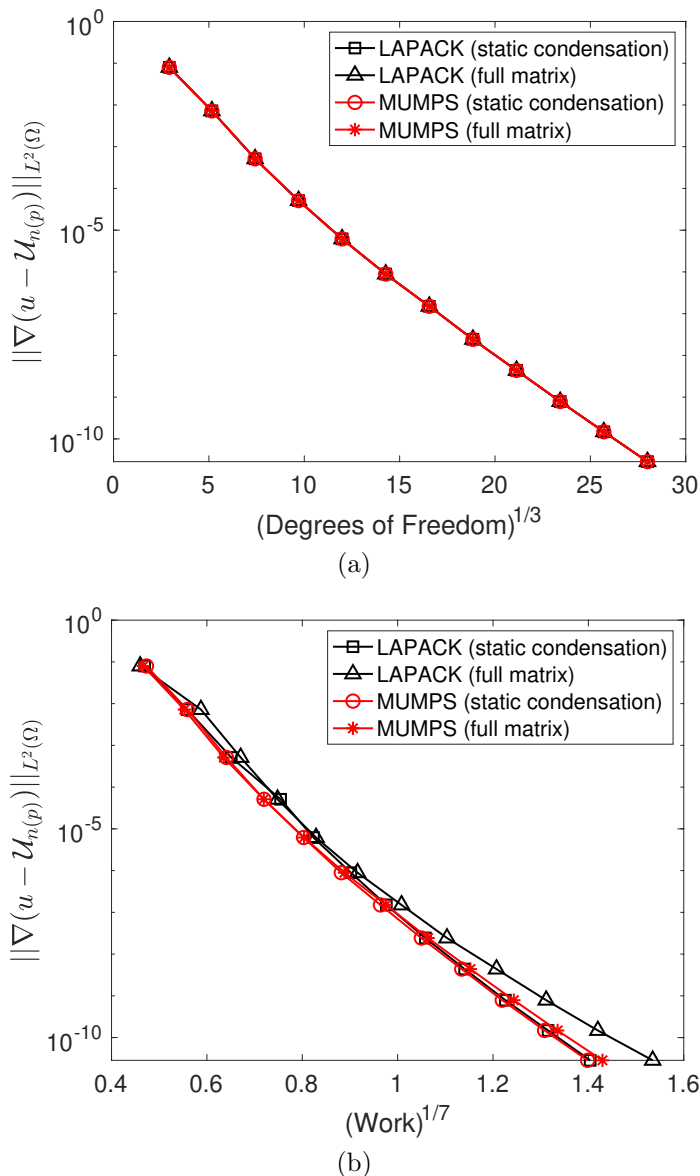 10^0
10^-5
10^-10
||∇(u − 𝒰_{n(p)})||_{L^2(Ω)}
LAPACK (static condensation)
LAPACK (full matrix)
MUMPS (static condensation)
MUMPS (full matrix)
0 5 10 15 20 25 30
(Degrees of Freedom)^{1/3}
(a)
10^0
10^-5
10^-10
||∇(u − 𝒰_{n(p)})||_{L^2(Ω)}
LAPACK (static condensation)
LAPACK (full matrix)
MUMPS (static condensation)
MUMPS (full matrix)
0.4 0.6 0.8 1 1.2 1.4 1.6
(Work)^{1/7}
(b)